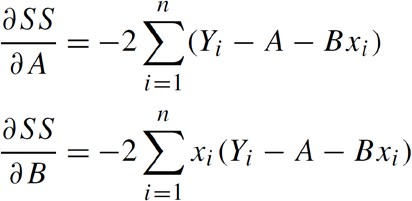 ∂SS/∂A = −2 ∑_{i=1}^{n} (Y_i − A − Bx_i)
∂SS/∂B = −2 ∑_{i=1}^{n} x_i(Y_i − A − Bx_i)